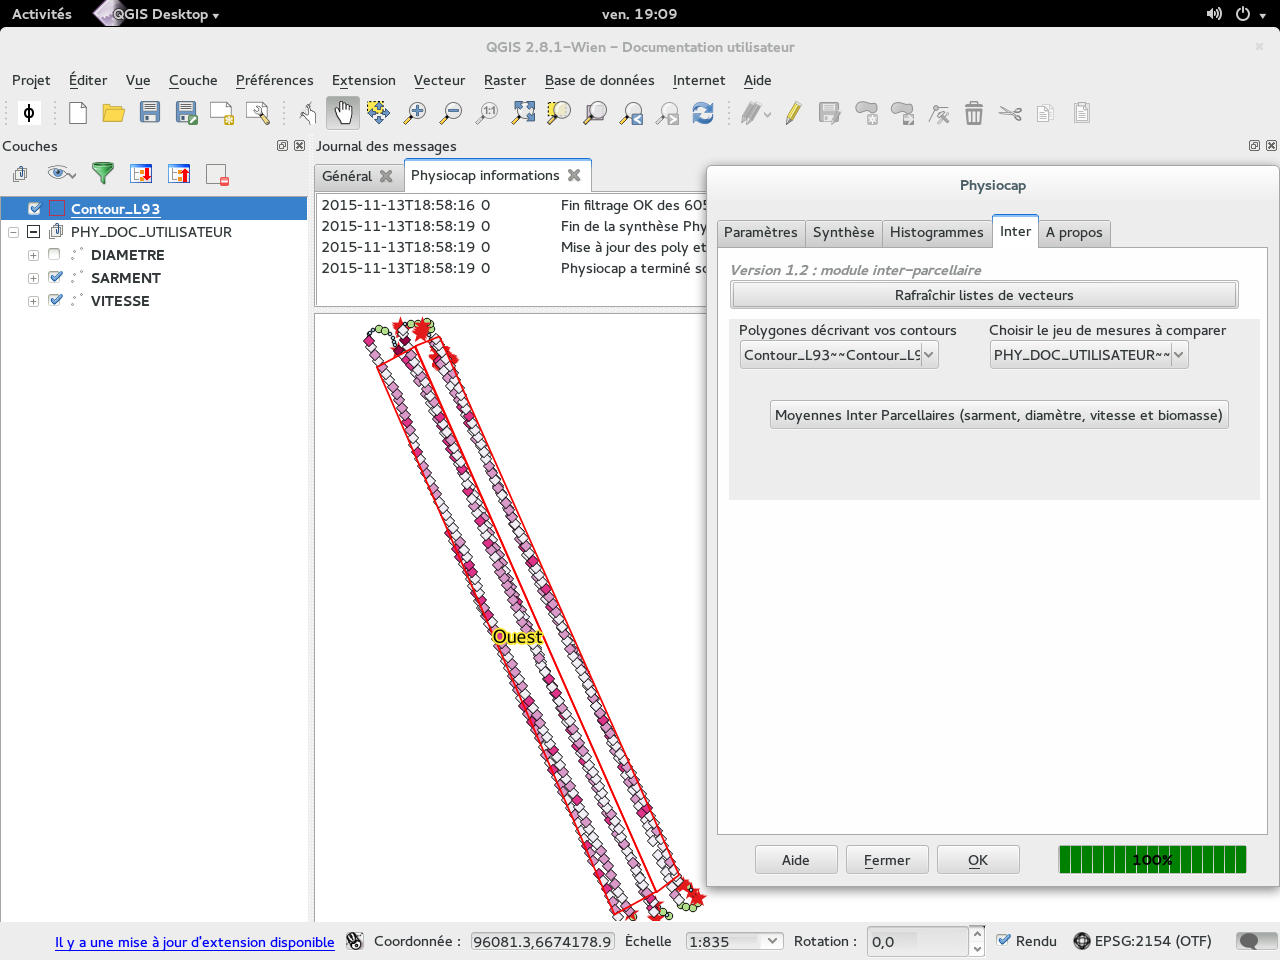 Activités QGIS Desktop ven. 19:09
QGIS 2.8.1-Wien - Documentation utilisateur
Projet Éditer Vue Couche Préférences Extension Vecteur Raster Base de données Internet Aide
Couches
Journal des messages
Général Physiocap informations
2015-11-13T18:58:16 0 Fin filtrage OK des 605
2015-11-13T18:58:19 0 Fin de la synthèse Phy
2015-11-13T18:58:19 0 Mise à jour des poly et
2015-11-13T18:58:19 0 Physiocap a terminé so
Contour_L93
PHY_DOC_UTILISATEUR
DIAMETRE
SARMENT
VITESSE
Ouest
Physiocap
Paramètres Synthèse Histogrammes Inter A propos
Version 1.2 : module inter-parcellaire
Rafraîchir listes de vecteurs
Polygones décrivant vos contours Choisir le jeu de mesures à comparer
Contour_L93~~Contour_L9 PHY_DOC_UTILISATEUR~~
Moyennes Inter Parcellaires (sarment, diamètre, vitesse et biomasse)
Aide Fermer OK 100%
Il y a une mise à jour d'extension disponible Coordonnée : 96081.3,6674178.9 Échelle 1:835 Rotation : 0,0 Rendu EPSG:2154 (OTF)